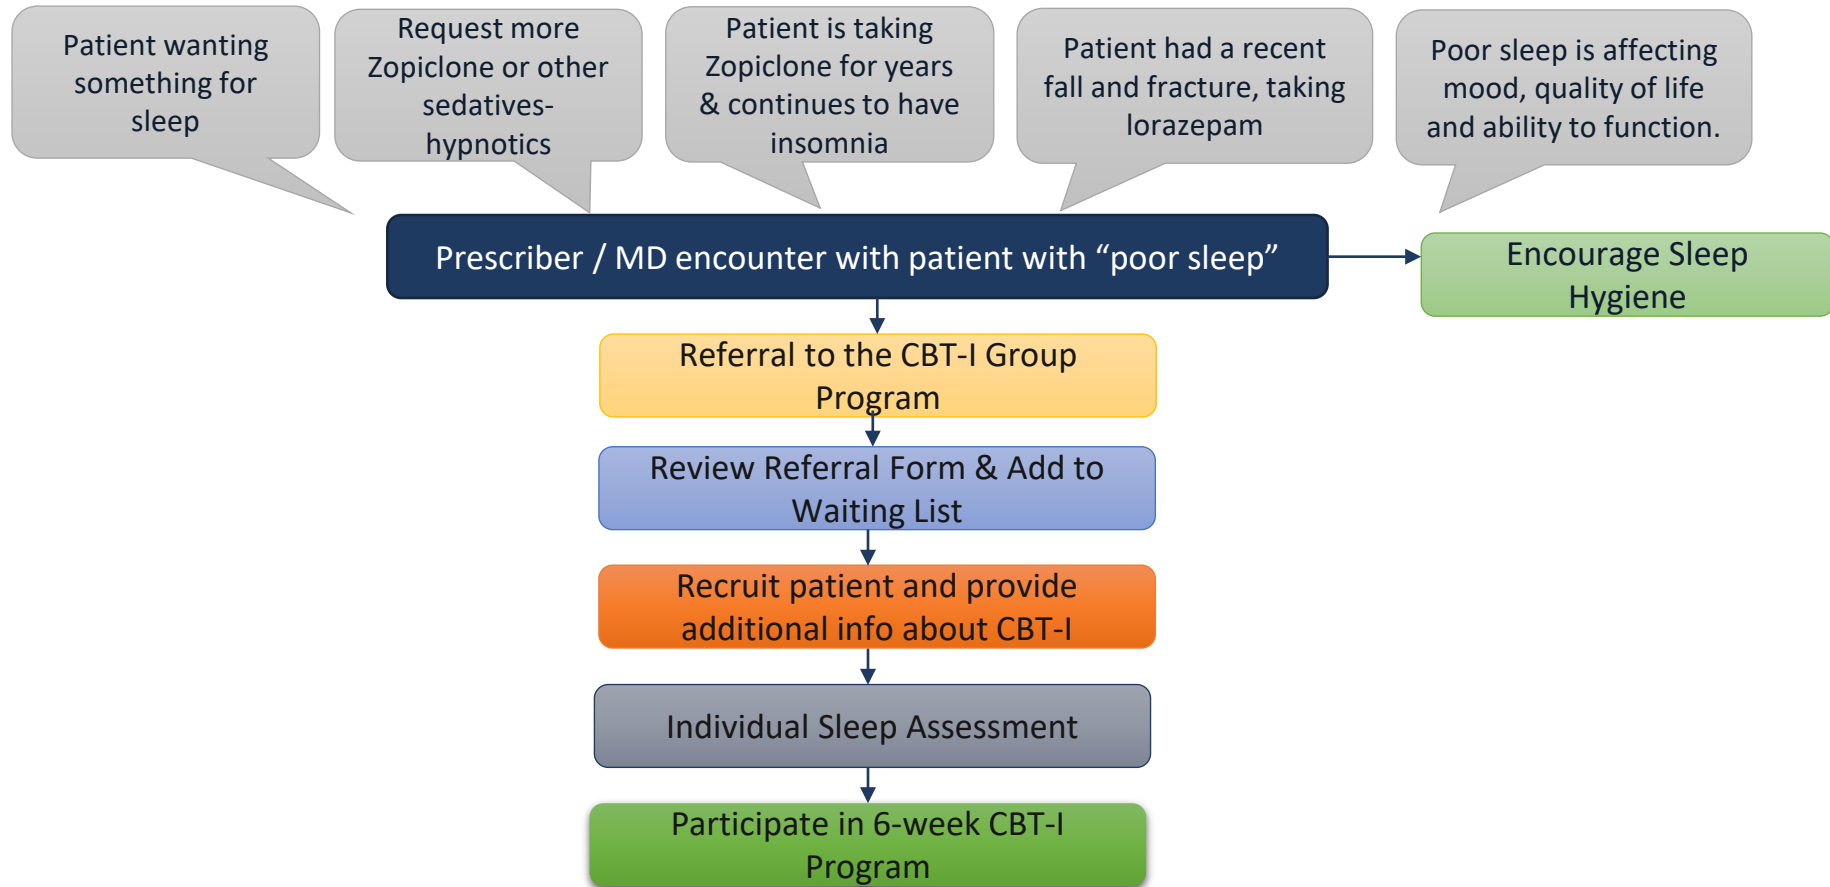 Patient wanting
something for
sleep
Request more
Zopiclone or other
sedatives-
hypnotics
Patient is taking
Zopiclone for years
& continues to have
insomnia
Patient had a recent
fall and fracture, taking
lorazepam
Poor sleep is affecting
mood, quality of life
and ability to function.
Prescriber / MD encounter with patient with “poor sleep”
Encourage Sleep
Hygiene
Referral to the CBT-I Group
Program
Review Referral Form & Add to
Waiting List
Recruit patient and provide
additional info about CBT-I
Individual Sleep Assessment
Participate in 6-week CBT-I
Program